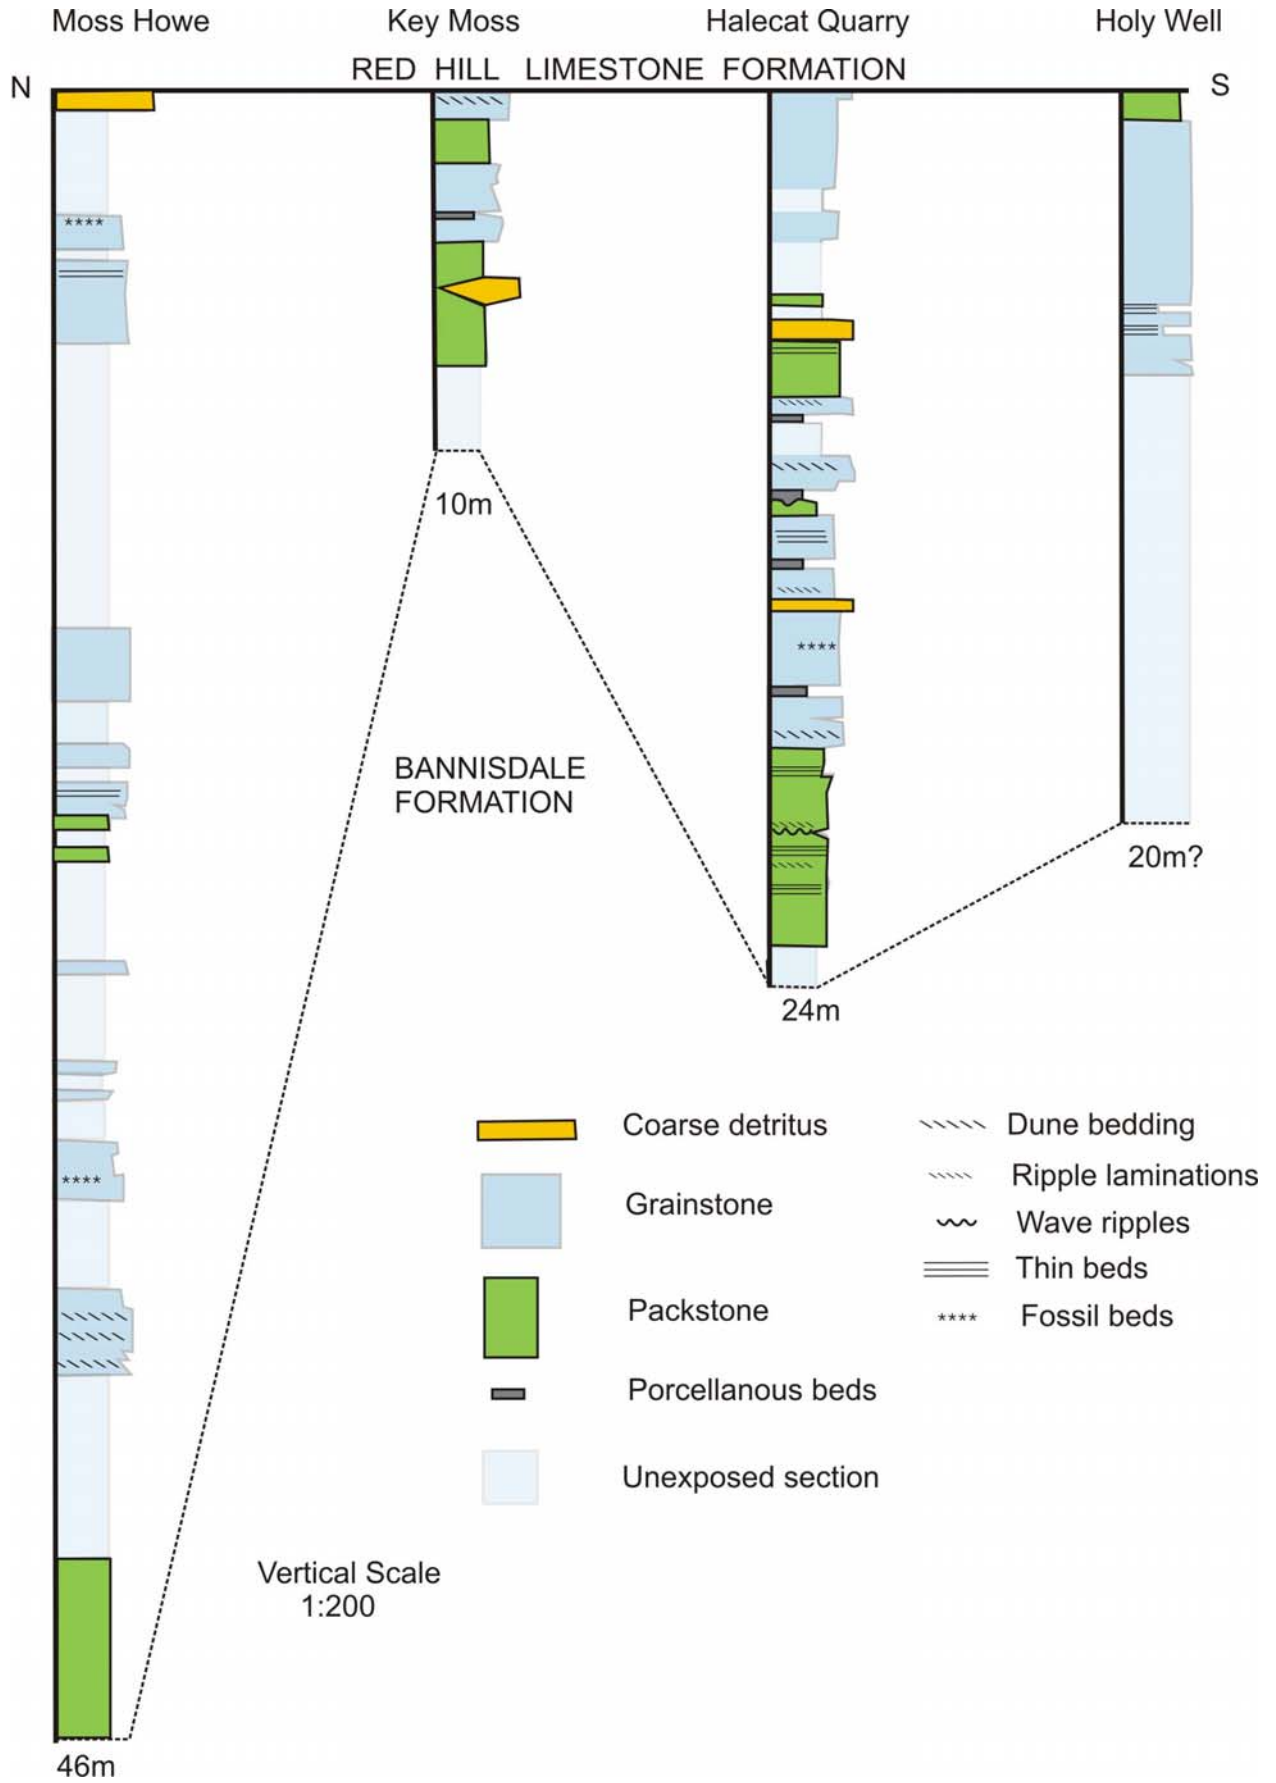 Moss Howe
Key Moss
Halecat Quarry
Holy Well
RED HILL LIMESTONE FORMATION
N
S
10m
BANNISDALE
FORMATION
20m?
24m
Coarse detritus
Dune bedding
Ripple laminations
Grainstone
Wave ripples
Thin beds
Packstone
Fossil beds
Porcellanous beds
Unexposed section
Vertical Scale
1:200
46m